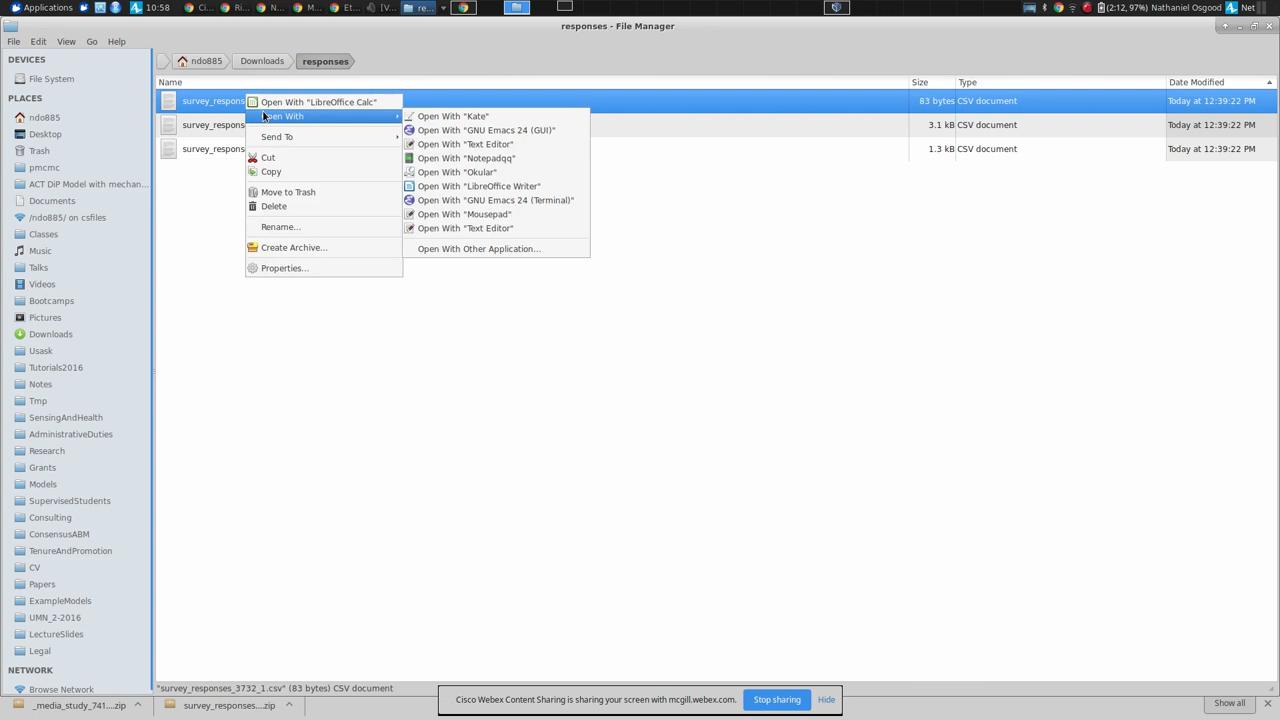 Applications 10:58 Ci... Ri... N... M... Et... [V... re... (2:12, 97%) Nathaniel Osgood Net
responses - File Manager
File Edit View Go Help
DEVICES
File System
PLACES
ndo885
Desktop
Trash
pmcmc
ACT DiP Model with mechan...
Documents
/ndo885/ on csfiles
Classes
Music
Talks
Videos
Bootcamps
Pictures
Downloads
Usask
Tutorials2016
Notes
Tmp
SensingAndHealth
AdministrativeDuties
Research
Grants
Models
SupervisedStudents
Consulting
ConsensusABM
TenureAndPromotion
CV
Papers
ExampleModels
UMN_2-2016
LectureSlides
Legal
NETWORK
Browse Network
ndo885 Downloads responses
Name Size Type Date Modified
survey_respons 83 bytes CSV document Today at 12:39:22 PM
survey_respons 3.1 kB CSV document Today at 12:39:22 PM
survey_respons 1.3 kB CSV document Today at 12:39:22 PM
Open With "LibreOffice Calc"
Open With
Send To
Cut
Copy
Move to Trash
Delete
Rename...
Create Archive...
Properties...
Open With "Kate"
Open With "GNU Emacs 24 (GUI)"
Open With "Text Editor"
Open With "Notepadqq"
Open With "Okular"
Open With "LibreOffice Writer"
Open With "GNU Emacs 24 (Terminal)"
Open With "Mousepad"
Open With "Text Editor"
Open With Other Application...
"survey_responses_3732_1.csv" (83 bytes) CSV document
_media_study_741....zip survey_responses....zip Show all
Cisco Webex Content Sharing is sharing your screen with mcgill.webex.com. Stop sharing Hide